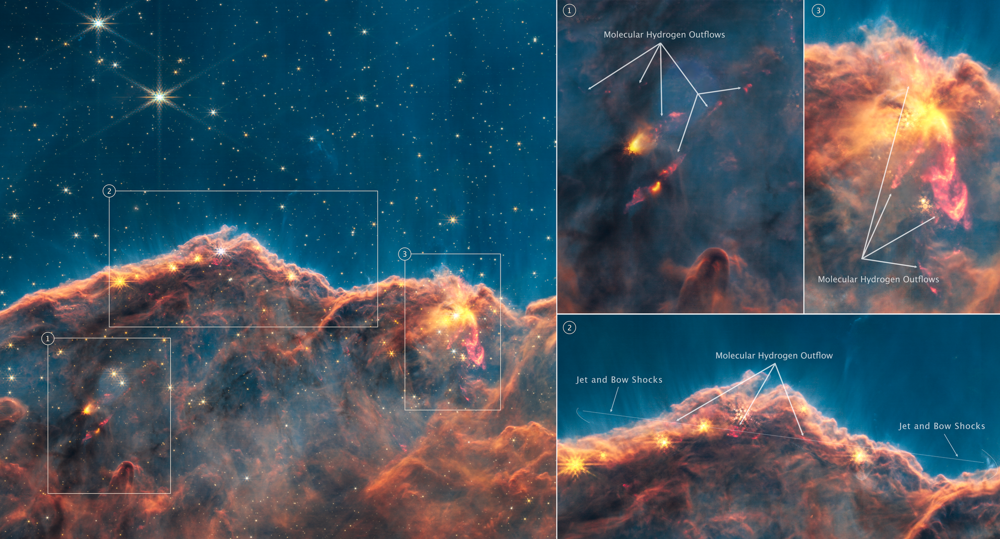 2
3
1
1
Molecular Hydrogen Outflows
3
Molecular Hydrogen Outflows
2
Molecular Hydrogen Outflow
Jet and Bow Shocks
Jet and Bow Shocks